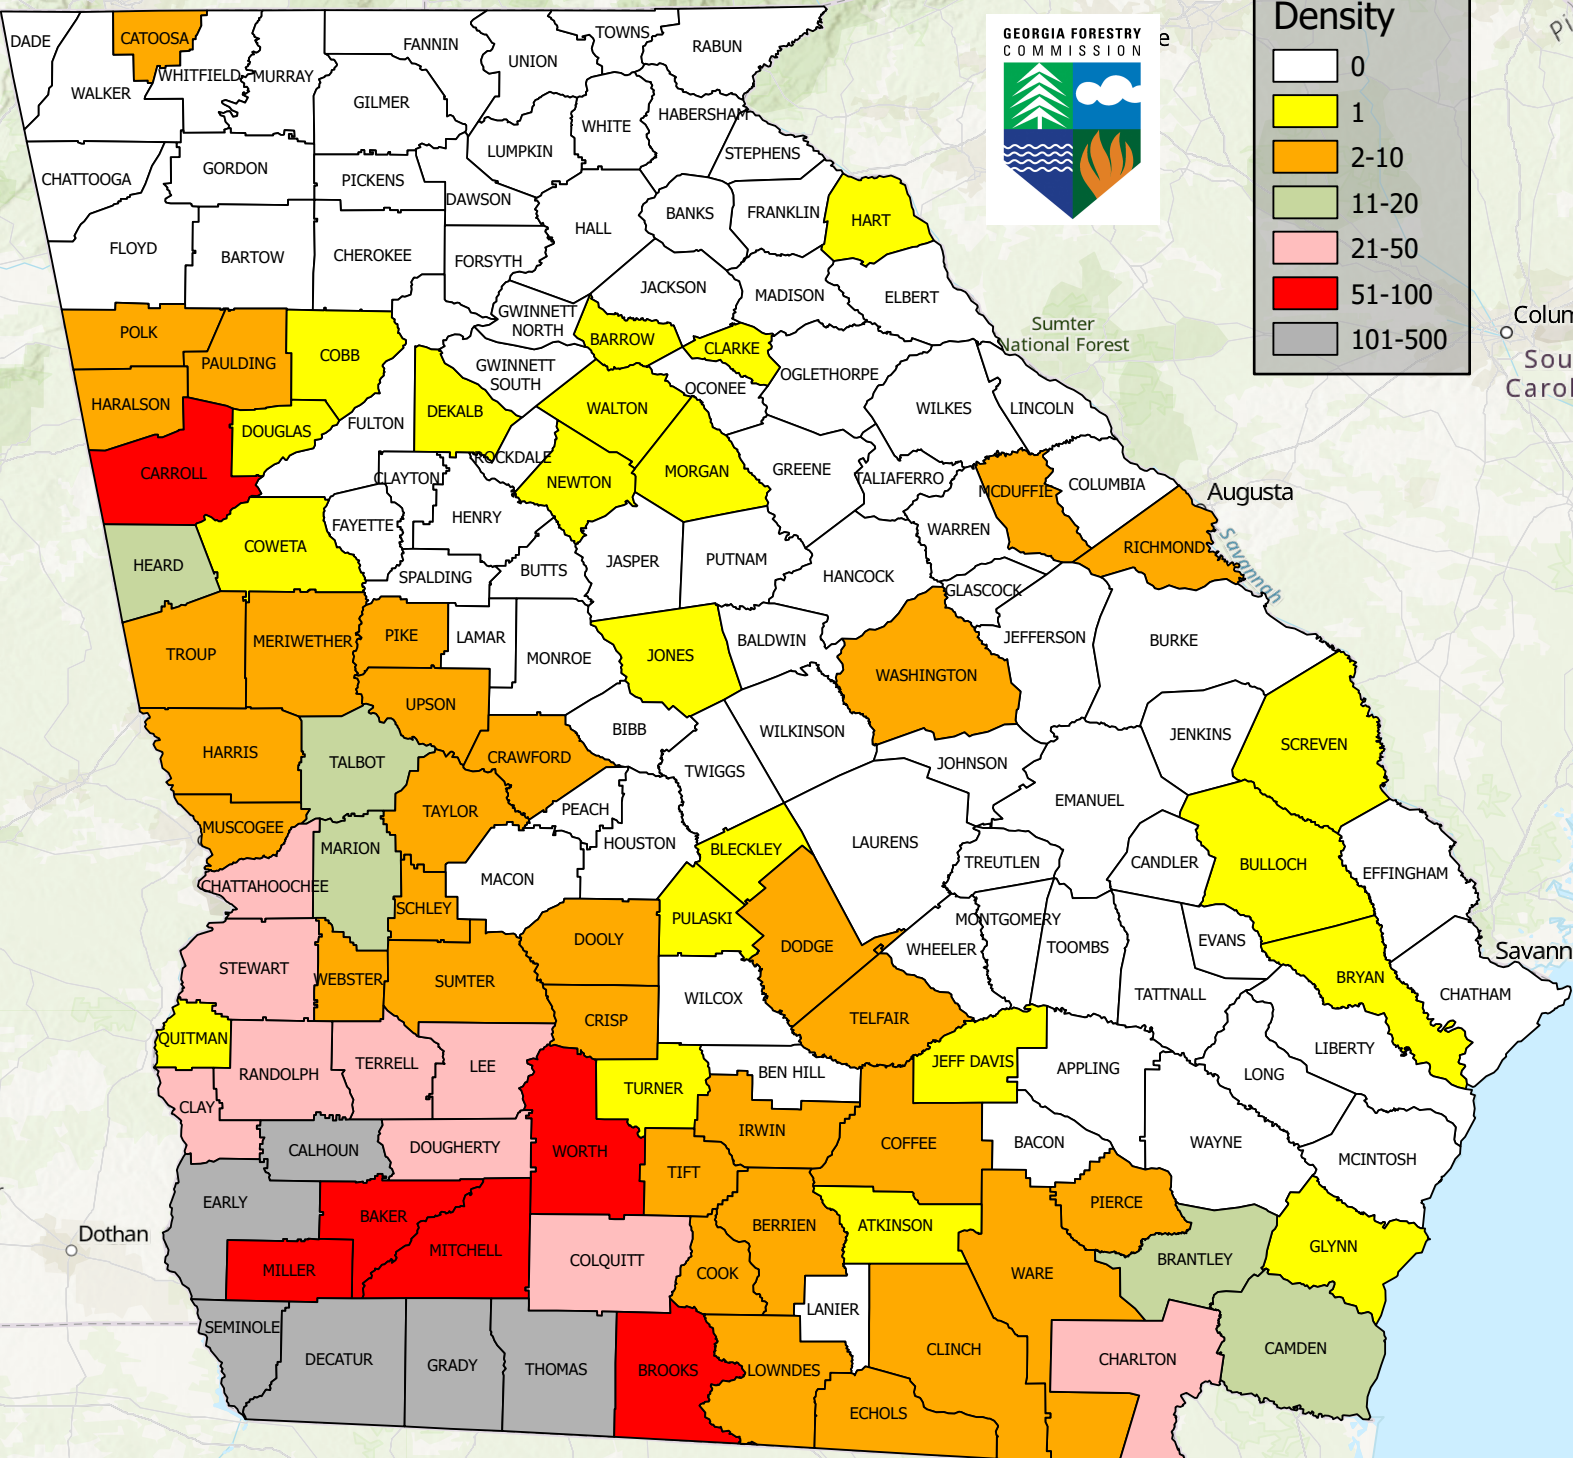 DADE
CATOOSA
WHITFIELD
MURRAY
FANNIN
UNION
TOWNS
RABUN
WALKER
GILMER
WHITE
HABERSHAM
LUMPKIN
STEPHENS
CHATTOOGA
GORDON
PICKENS
DAWSON
HALL
BANKS
FRANKLIN
HART
FLOYD
BARTOW
CHEROKEE
FORSYTH
JACKSON
MADISON
ELBERT
GEORGIA FORESTRY
COMMISSION
e
Density
0
1
2-10
11-20
21-50
51-100
101-500
Pi
Colum
Sou
Carol
Sumter
National Forest
POLK
PAULDING
COBB
GWINNETT
NORTH
BARROW
CLARKE
GWINNETT
SOUTH
OCONEE
OGLETHORPE
HARALSON
DOUGLAS
FULTON
DEKALB
WALTON
WILKES
LINCOLN
CARROLL
CLAYTON
ROCKDALE
NEWTON
MORGAN
GREENE
TALIAFERRO
MCDUFFIE
COLUMBIA
Augusta
HEARD
COWETA
FAYETTE
HENRY
SPALDING
BUTTS
JASPER
PUTNAM
HANCOCK
WARREN
GLASCOCK
RICHMOND
Savannah
TROUP
MERIWETHER
PIKE
LAMAR
MONROE
JONES
BALDWIN
WASHINGTON
JEFFERSON
BURKE
UPSON
HARRIS
TALBOT
CRAWFORD
BIBB
TWIGGS
WILKINSON
JOHNSON
JENKINS
SCREVEN
MUSCOGEE
TAYLOR
PEACH
HOUSTON
EMANUEL
MARION
MACON
BLECKLEY
LAURENS
TREUTLEN
CANDLER
BULLOCH
EFFINGHAM
CHATTAHOOCHEE
SCHLEY
DOOLY
PULASKI
DODGE
WHEELER
MONTGOMERY
TOOMBS
EVANS
Savann
STEWART
WEBSTER
SUMTER
CRISP
WILCOX
TELFAIR
TATTNALL
BRYAN
CHATHAM
QUITMAN
RANDOLPH
TERRELL
LEE
TURNER
BEN HILL
JEFF DAVIS
APPLING
LONG
LIBERTY
CLAY
CALHOUN
DOUGHERTY
WORTH
IRWIN
COFFEE
BACON
WAYNE
MCINTOSH
TIFT
EARLY
BAKER
MITCHELL
BERRIEN
ATKINSON
PIERCE
Dothan
MILLER
COLQUITT
COOK
WARE
BRANTLEY
GLYNN
SEMINOLE
DECATUR
GRADY
THOMAS
BROOKS
LANIER
LOWNDES
CLINCH
ECHOLS
CHARLTON
CAMDEN